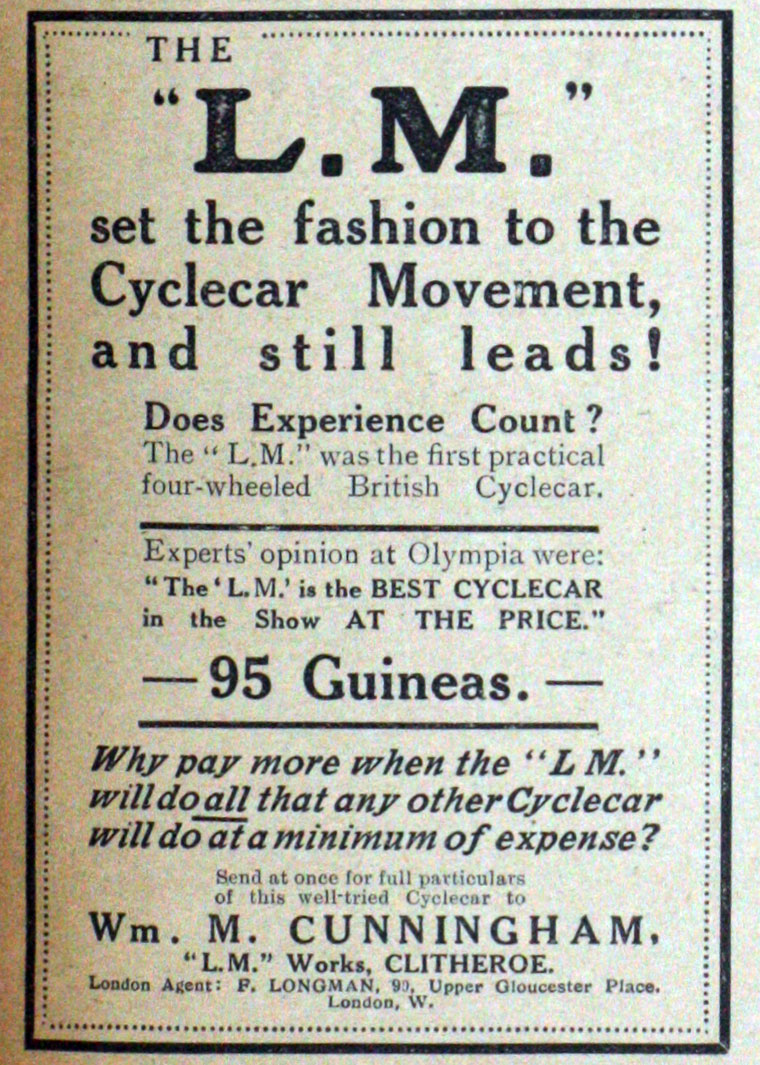 THE
“L.M.”
set the fashion to the
Cyclecar Movement,
and still leads!
Does Experience Count?
The “L.M.” was the first practical
four-wheeled British Cyclecar.
Experts’ opinion at Olympia were:
“The ‘L.M.’ is the BEST CYCLECAR
in the Show AT THE PRICE.”
— 95 Guineas. —
Why pay more when the “L M.”
will do all that any other Cyclecar
will do at a minimum of expense?
Send at once for full particulars
of this well-tried Cyclecar to
Wm. M. CUNNINGHAM,
“L.M.” Works, CLITHEROE.
London Agent: F. LONGMAN, 90, Upper Gloucester Place.
London, W.